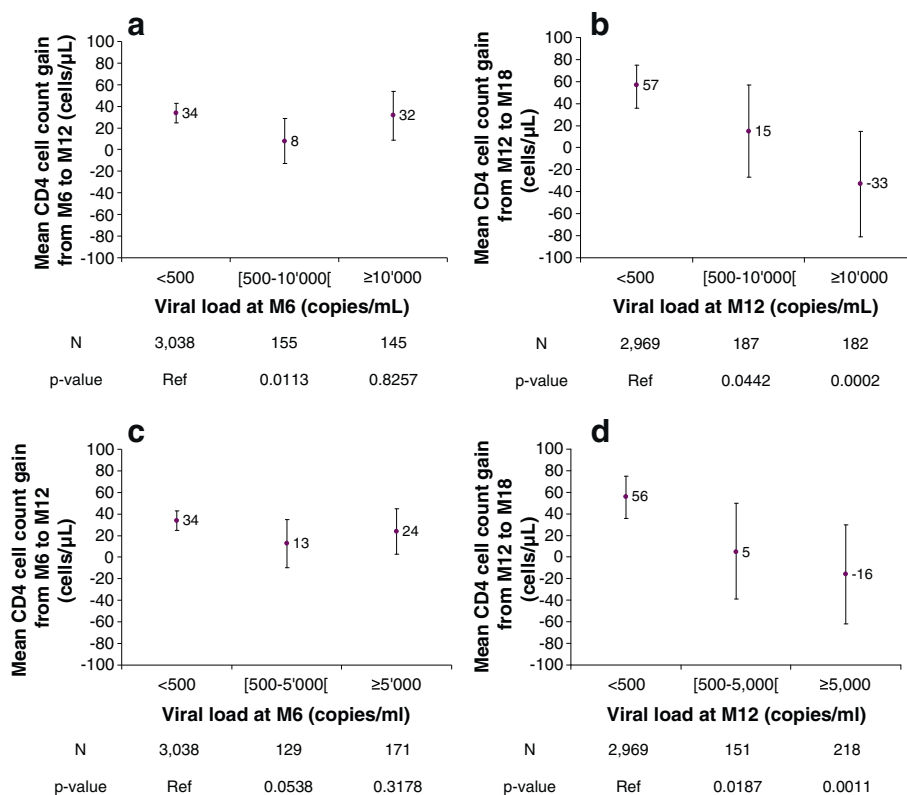 a
Mean CD4 cell count gain
from M6 to M12 (cells/µL)
100
80
60
40
20
0
-20
-40
-60
-80
-100
34
8
32
<500 [500-10'000[ ≥10'000
Viral load at M6 (copies/mL)
N 3,038 155 145
p-value Ref 0.0113 0.8257
b
Mean CD4 cell count gain
from M12 to M18
(cells/µL)
100
80
60
40
20
0
-20
-40
-60
-80
-100
57
15
-33
<500 [500-10'000[ ≥10'000
Viral load at M12 (copies/mL)
N 2,969 187 182
p-value Ref 0.0442 0.0002
c
Mean CD4 cell count gain
from M6 to M12
(cells/µL)
100
80
60
40
20
0
-20
-40
-60
-80
-100
34
13
24
<500 [500-5'000[ ≥5'000
Viral load at M6 (copies/ml)
N 3,038 129 171
p-value Ref 0.0538 0.3178
d
Mean CD4 cell count gain
from M12 to M18
(cells/µL)
100
80
60
40
20
0
-20
-40
-60
-80
-100
56
5
-16
<500 [500-5,000[ ≥5,000
Viral load at M12 (copies/ml)
N 2,969 151 218
p-value Ref 0.0187 0.0011